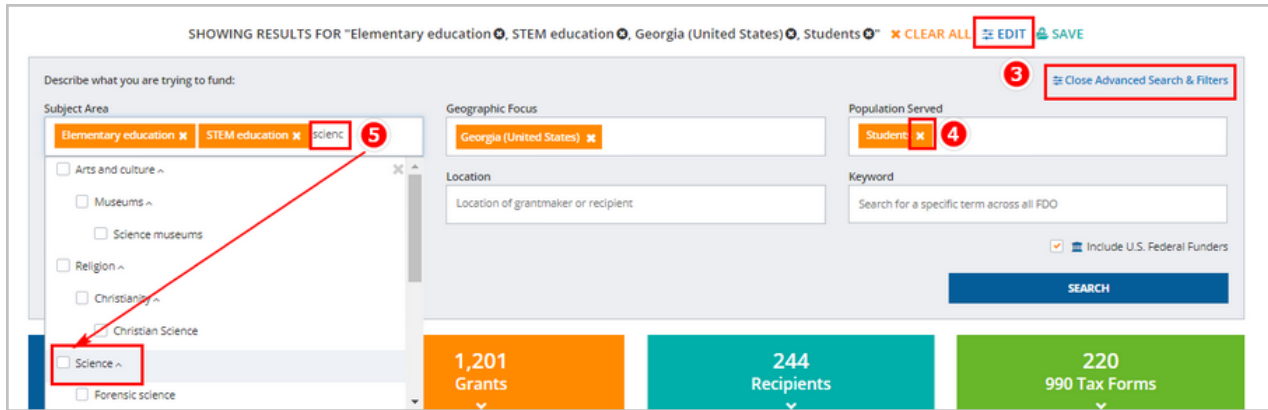 SHOWING RESULTS FOR "Elementary education, STEM education, Georgia (United States), Students" CLEAR ALL EDIT SAVE
3
Describe what you are trying to fund:
Close Advanced Search & Filters
Subject Area
Geographic Focus
Population Served
Elementary education STEM education scienc
5
Georgia (United States)
Student
4
Arts and culture
Museums
Science museums
Religion
Christianity
Christian Science
Science
Forensic science
Location
Location of grantmaker or recipient
Keyword
Search for a specific term across all FDO
Include U.S. Federal Funders
SEARCH
1,201
Grants
244
Recipients
220
990 Tax Forms